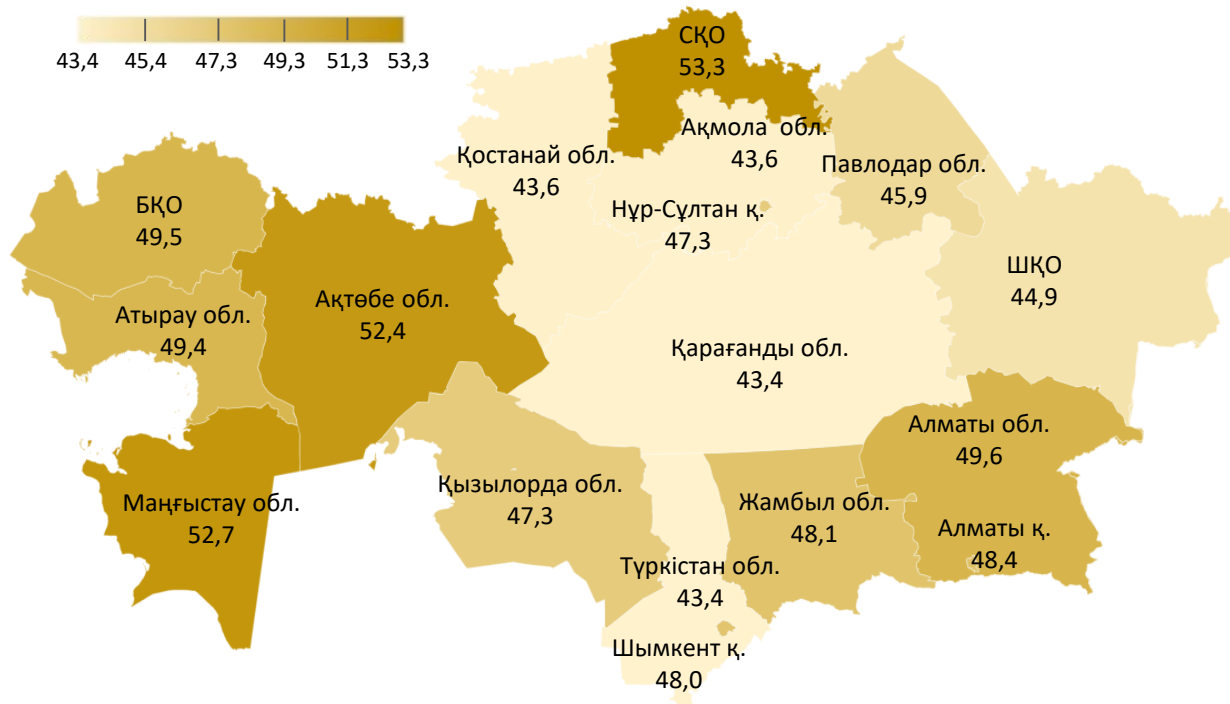 43,4 45,4 47,3 49,3 51,3 53,3
СҚО
53,3
Ақмола обл.
43,6
Қостанай обл.
43,6
Павлодар обл.
45,9
Нұр-Сұлтан қ.
47,3
БҚО
49,5
ШҚО
44,9
Ақтөбе обл.
52,4
Атырау обл.
49,4
Қарағанды обл.
43,4
Алматы обл.
49,6
Маңғыстау обл.
52,7
Қызылорда обл.
47,3
Жамбыл обл.
48,1
Алматы қ.
48,4
Түркістан обл.
43,4
Шымкент қ.
48,0